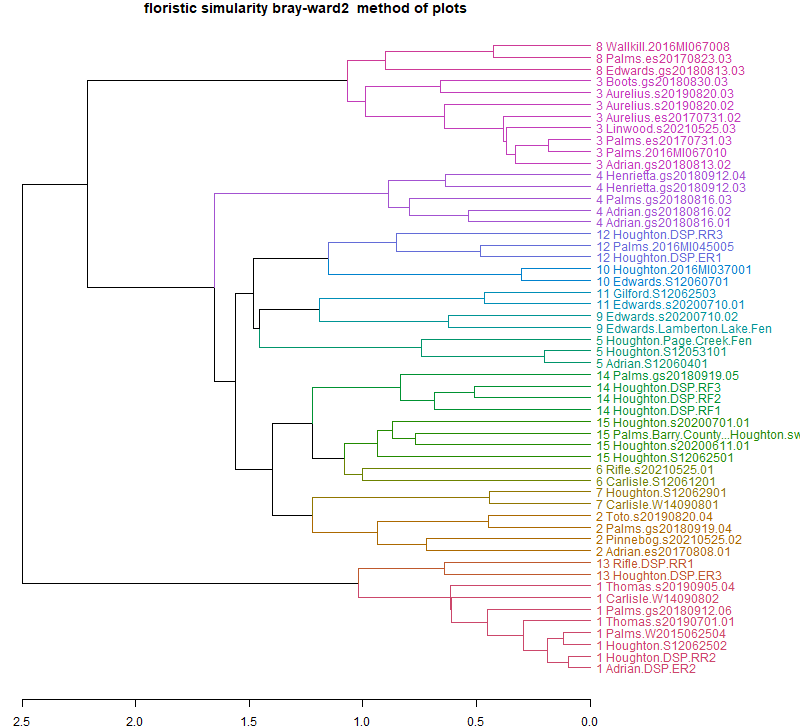 floristic simularity bray-ward2 method of plots
8 Wallkill.2016MI067008
8 Palms.es20170823.03
8 Edwards.gs20180813.03
3 Boots.gs20180830.03
3 Aurelius.s20190820.03
3 Aurelius.s20190820.02
3 Aurelius.es20170731.02
3 Linwood.s20210525.03
3 Palms.es20170731.03
3 Palms.2016MI067010
3 Adrian.gs20180813.02
4 Henrietta.gs20180912.04
4 Henrietta.gs20180912.03
4 Palms.gs20180816.03
4 Adrian.gs20180816.02
4 Adrian.gs20180816.01
12 Houghton.DSP.RR3
12 Palms.2016MI045005
12 Houghton.DSP.ER1
10 Houghton.2016MI037001
10 Edwards.S12060701
11 Gilford.S12062503
11 Edwards.s20200710.01
9 Edwards.s20200710.02
9 Edwards.Lamberton.Lake.Fen
5 Houghton.Page.Creek.Fen
5 Houghton.S12053101
5 Adrian.S12060401
14 Palms.gs20180919.05
14 Houghton.DSP.RF3
14 Houghton.DSP.RF2
14 Houghton.DSP.RF1
15 Houghton.s20200701.01
15 Palms.Barry.County...Houghton.sw
15 Houghton.s20200611.01
15 Houghton.S12062501
6 Rifle.s20210525.01
6 Carlisle.S12061201
7 Houghton.S12062901
7 Carlisle.W14090801
2 Toto.s20190820.04
2 Palms.gs20180919.04
2 Pinnebog.s20210525.02
2 Adrian.es20170808.01
13 Rifle.DSP.RR1
13 Houghton.DSP.ER3
1 Thomas.s20190905.04
1 Carlisle.W14090802
1 Palms.gs20180912.06
1 Thomas.s20190701.01
1 Palms.W2015062504
1 Houghton.S12062502
1 Houghton.DSP.RR2
1 Adrian.DSP.ER2
2.5 2.0 1.5 1.0 0.5 0.0